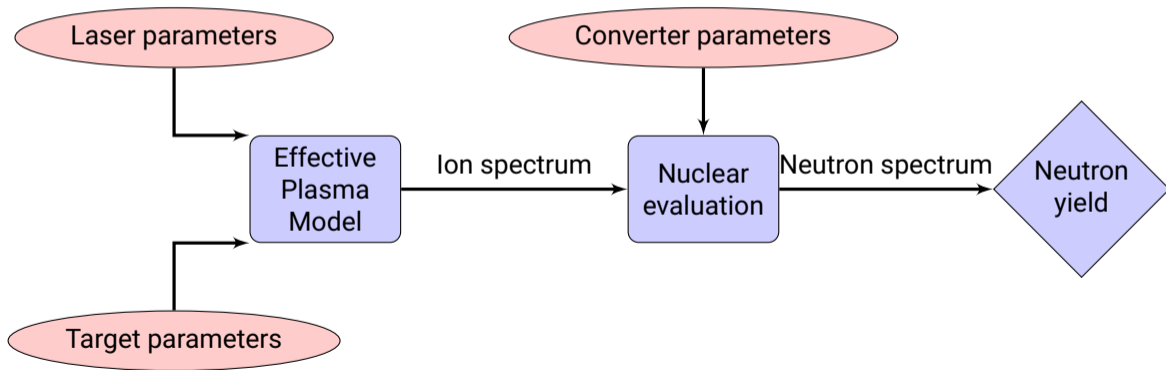 Laser parameters
Converter parameters
Effective
Plasma
Model
Ion spectrum
Nuclear
evaluation
Neutron spectrum
Neutron
yield
Target parameters